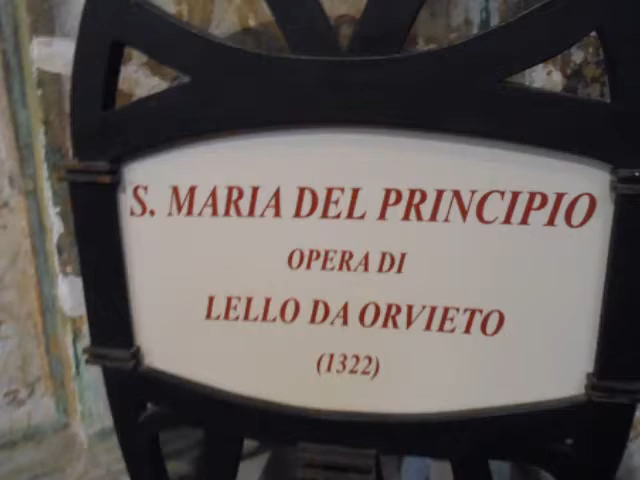 S. MARIA DEL PRINCIPIO
OPERA DI
LELLO DA ORVIETO
(1322)